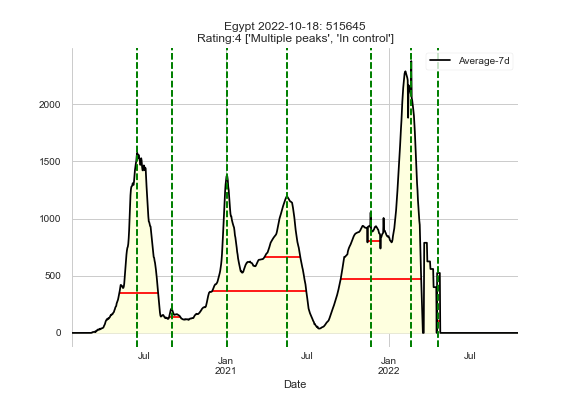 Egypt 2022-10-18: 515645
Rating:4 ['Multiple peaks', 'In control']
Average-7d
2000
1500
1000
500
0
Jul
Jan
2021
Jul
Jan
2022
Jul
Date